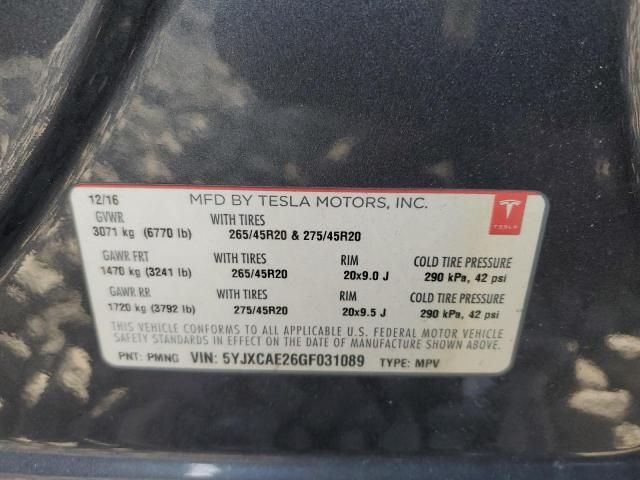 12/16 MFD BY TESLA MOTORS, INC.
GVWR WITH TIRES
3071 kg (6770 lb) 265/45R20 & 275/45R20
GAWR FRT WITH TIRES RIM COLD TIRE PRESSURE
1470 kg (3241 lb) 265/45R20 20x9.0 J 290 kPa, 42 psi
GAWR RR WITH TIRES RIM COLD TIRE PRESSURE
1720 kg (3792 lb) 275/45R20 20x9.5 J 290 kPa, 42 psi
THIS VEHICLE CONFORMS TO ALL APPLICABLE U.S. FEDERAL MOTOR VEHICLE
SAFETY STANDARDS IN EFFECT ON THE DATE OF MANUFACTURE SHOWN ABOVE.
PNT: PMNG VIN: 5YJXCAE26GF031089 TYPE: MPV
TESLA